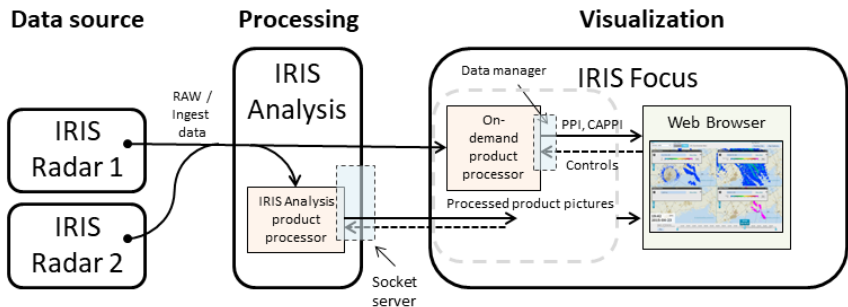 Data source
Processing
Visualization
IRIS
Radar 1
IRIS
Radar 2
RAW /
Ingest
data
IRIS
Analysis
IRIS Analysis
product
processor
Socket
server
IRIS Focus
Data manager
On-
demand
product
processor
PPI, CAPPI
Controls
Processed product pictures
Web Browser